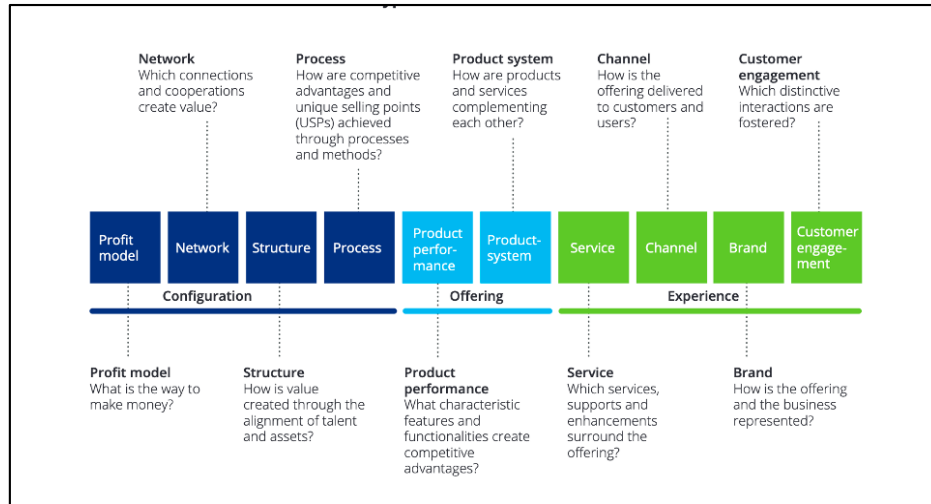 Network
Which connections
and cooperations
create value?
Process
How are competitive
advantages and
unique selling points
(USPs) achieved
through processes
and methods?
Product system
How are products
and services
complementing
each other?
Channel
How is the
offering delivered
to customers and
users?
Customer
engagement
Which distinctive
interactions are
fostered?
Profit
model
Network
Structure
Process
Product
perfor-
mance
Product-
system
Service
Channel
Brand
Customer
engage-
ment
Configuration
Offering
Experience
Profit model
What is the way to
make money?
Structure
How is value
created through the
alignment of talent
and assets?
Product
performance
What characteristic
features and
functionalities create
competitive
advantages?
Service
Which services,
supports and
enhancements
surround the
offering?
Brand
How is the offering
and the business
represented?